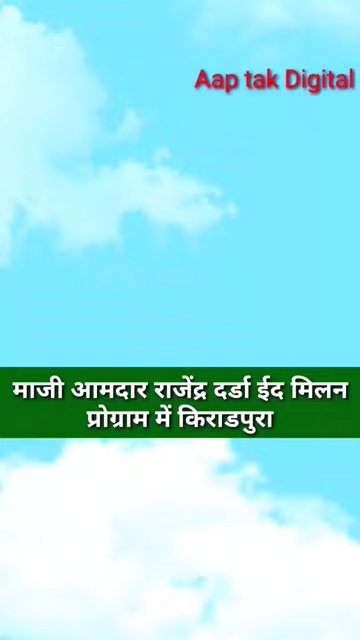 Aap tak Digital
माजी आमदार राजेंद्र दर्डा ईद मिलन
प्रोग्राम में किराडपुरा